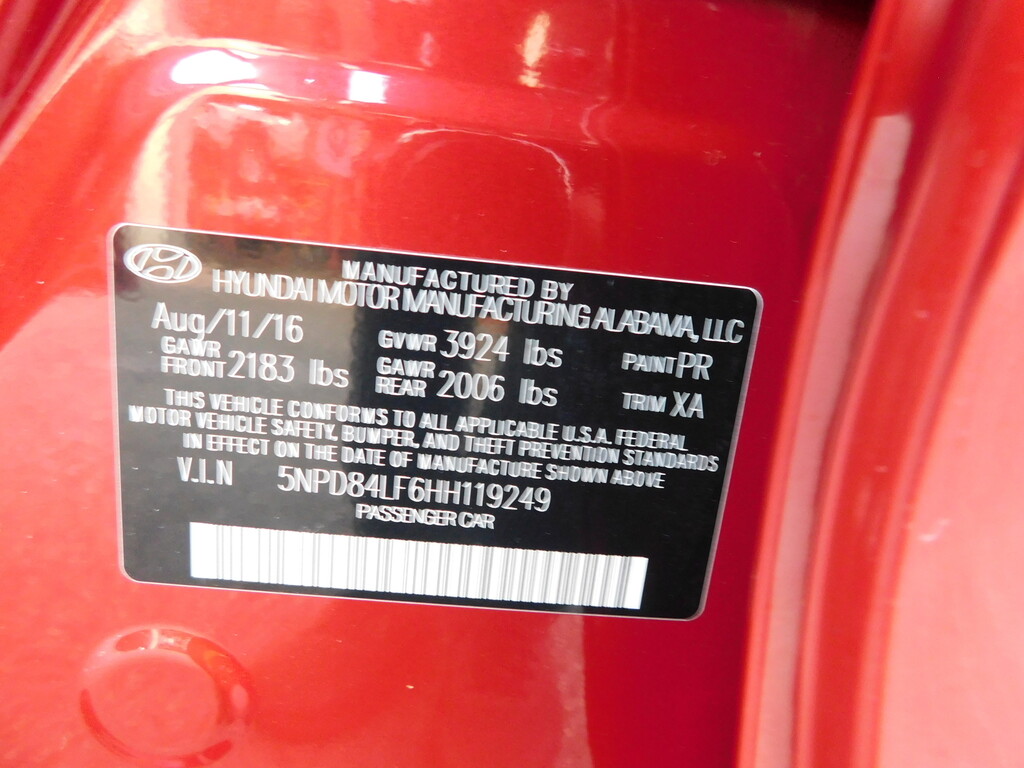 MANUFACTURED BY
HYUNDAI MOTOR MANUFACTURING ALABAMA, LLC
Aug/11/16 GVWR 3924 lbs PAINT PR
GAWR FRONT 2183 lbs GAWR REAR 2006 lbs TRIM XA
THIS VEHICLE CONFORMS TO ALL APPLICABLE U.S.A. FEDERAL
MOTOR VEHICLE SAFETY, BUMPER, AND THEFT PREVENTION STANDARDS
IN EFFECT ON THE DATE OF MANUFACTURE SHOWN ABOVE
V.I.N 5NPD84LF6HH119249
PASSENGER CAR